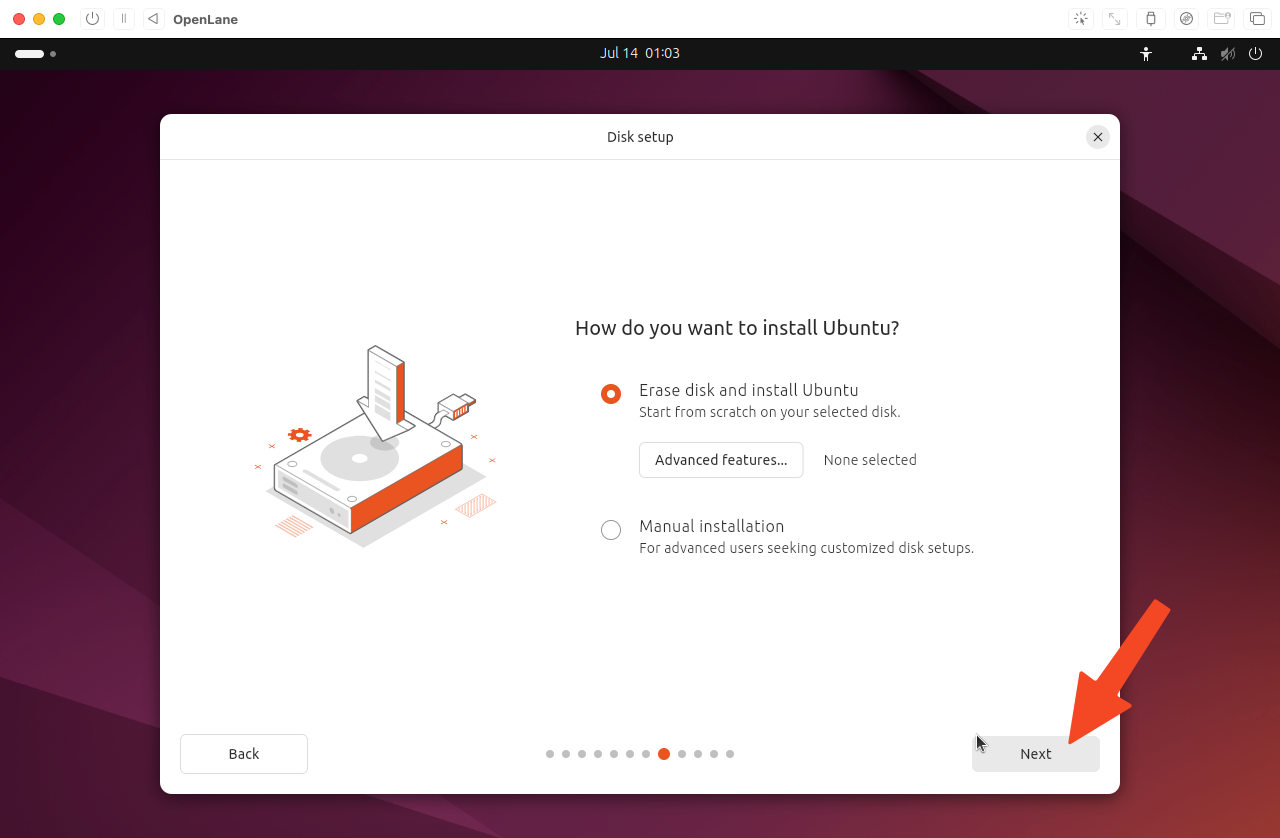 OpenLane
Jul 14 01:03
Disk setup
How do you want to install Ubuntu?
Erase disk and install Ubuntu
Start from scratch on your selected disk.
Advanced features... None selected
Manual installation
For advanced users seeking customized disk setups.
Back Next